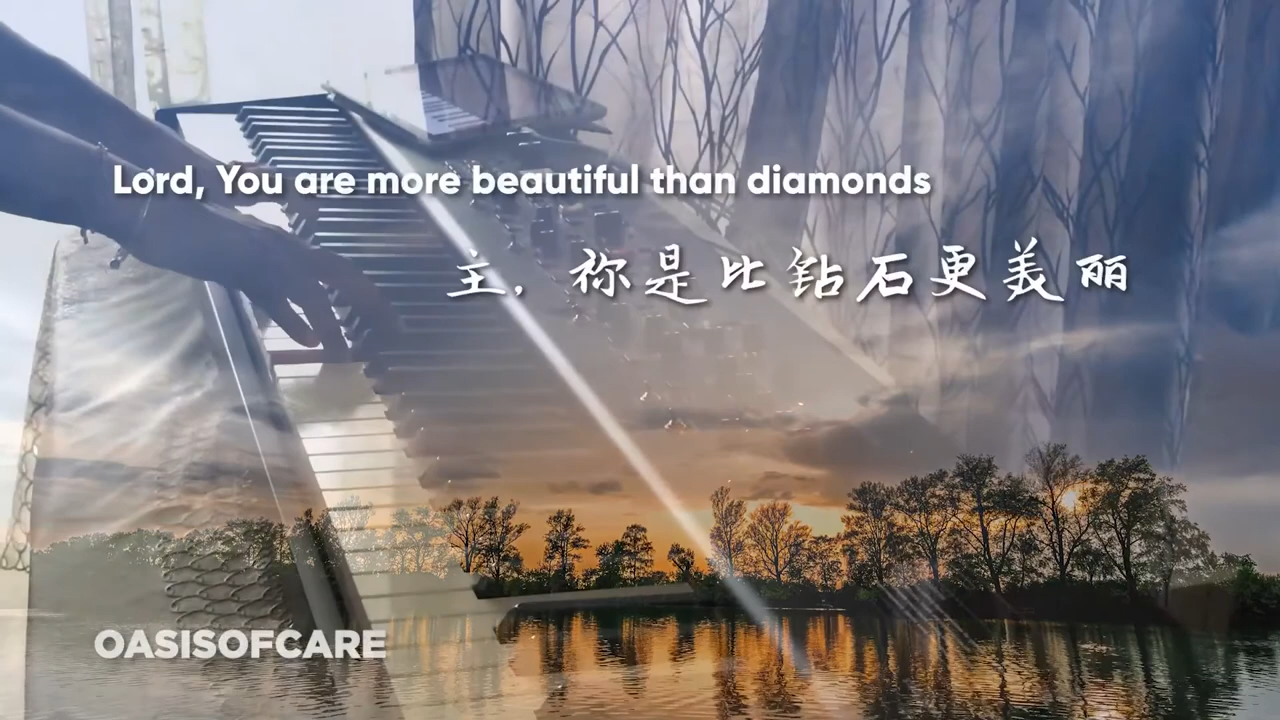 Lord, You are more beautiful than diamonds
主, 祢是比钻石更美丽
OASISOFCARE